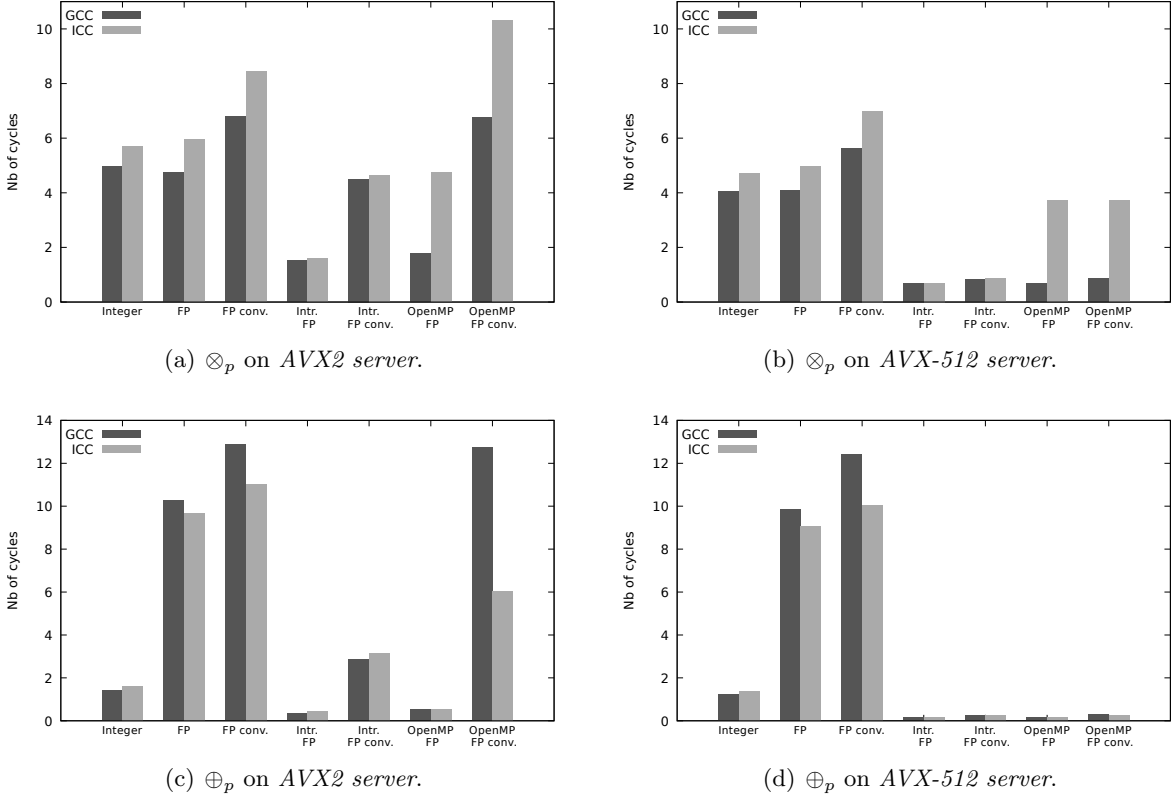 GCC
ICC
Nb of cycles
10
8
6
4
2
0
Integer FP FP conv. Intr. FP Intr. FP conv. OpenMP FP OpenMP FP conv.
(a) ⊗p on AVX2 server.
GCC
ICC
Nb of cycles
10
8
6
4
2
0
Integer FP FP conv. Intr. FP Intr. FP conv. OpenMP FP OpenMP FP conv.
(b) ⊗p on AVX-512 server.
GCC
ICC
Nb of cycles
14
12
10
8
6
4
2
0
Integer FP FP conv. Intr. FP Intr. FP conv. OpenMP FP OpenMP FP conv.
(c) ⊕p on AVX2 server.
GCC
ICC
Nb of cycles
14
12
10
8
6
4
2
0
Integer FP FP conv. Intr. FP Intr. FP conv. OpenMP FP OpenMP FP conv.
(d) ⊕p on AVX-512 server.